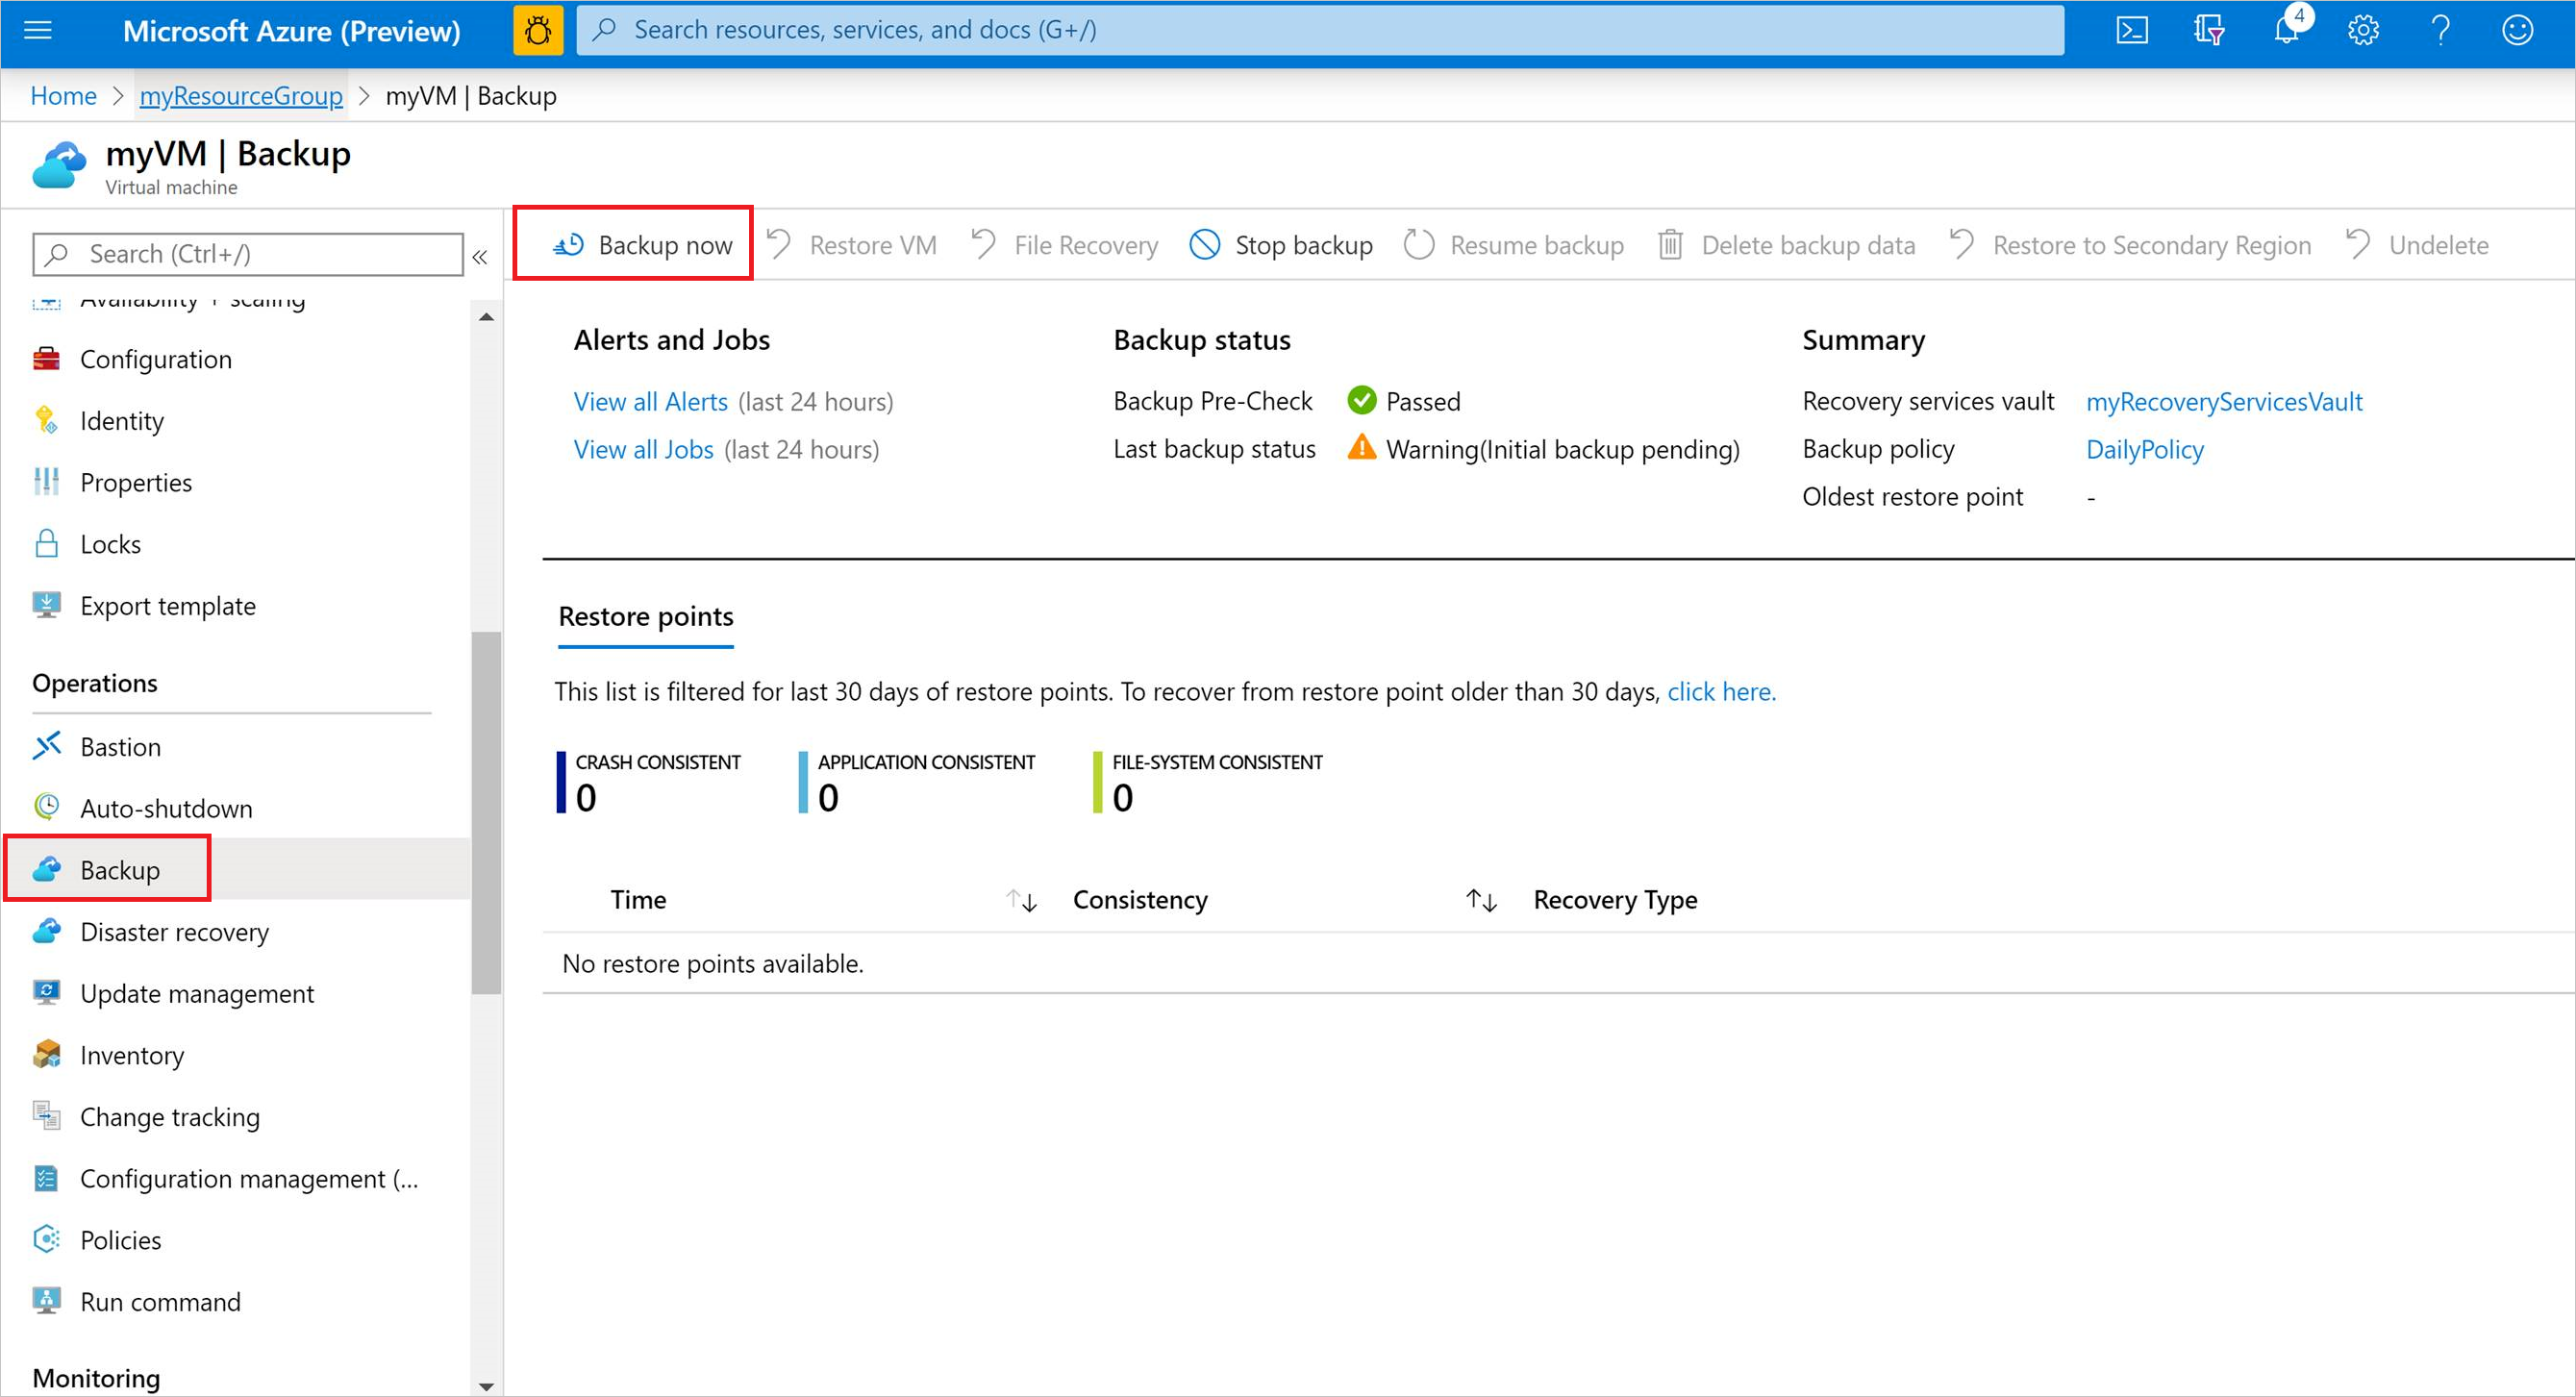 Microsoft Azure (Preview)
Search resources, services, and docs (G+/)
4
Home > myResourceGroup > myVM | Backup
myVM | Backup
Virtual machine
Search (Ctrl+/)
«
Backup now
Restore VM
File Recovery
Stop backup
Resume backup
Delete backup data
Restore to Secondary Region
Undelete
Availability + scaling
Configuration
Identity
Properties
Locks
Export template
Operations
Bastion
Auto-shutdown
Backup
Disaster recovery
Update management
Inventory
Change tracking
Configuration management (...
Policies
Run command
Monitoring
Alerts and Jobs
View all Alerts (last 24 hours)
View all Jobs (last 24 hours)
Backup status
Backup Pre-Check Passed
Last backup status Warning(Initial backup pending)
Summary
Recovery services vault myRecoveryServicesVault
Backup policy DailyPolicy
Oldest restore point -
Restore points
This list is filtered for last 30 days of restore points. To recover from restore point older than 30 days, click here.
CRASH CONSISTENT
0
APPLICATION CONSISTENT
0
FILE-SYSTEM CONSISTENT
0
Time ↑↓ Consistency ↑↓ Recovery Type
No restore points available.